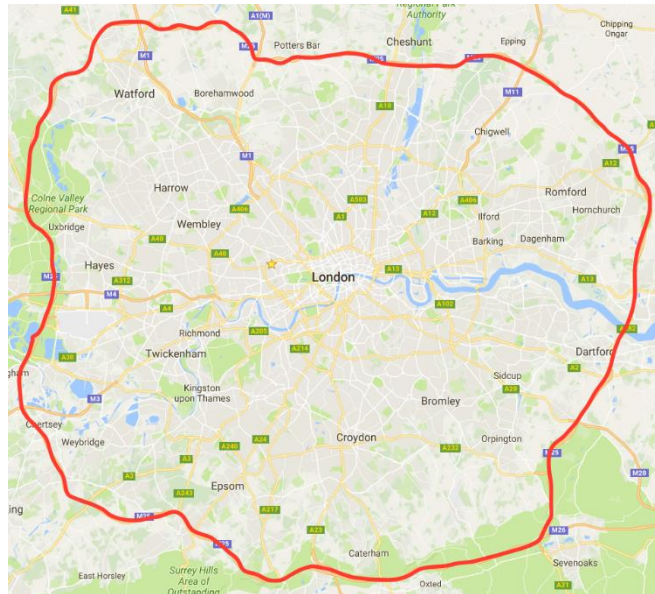 A41
A1(M)
Regional Park
Authority
Chipping
Ongar
M1
M25
Potters Bar
Cheshunt
Epping
M25
Watford
Borehamwood
M11
A10
Chigwell
M25
A12
M1
Harrow
Colne Valley
Regional Park
A503
A406
Romford
A406
A1
A12
Ilford
Hornchurch
Uxbridge
Wembley
Barking
Dagenham
A40
A40
Hayes
A312
London
A13
A13
M4
A4
A102
Richmond
A205
A30
Twickenham
A214
Dartford
A2
Sidcup
A20
Kingston
upon Thames
M3
Bromley
Chertsey
Weybridge
A240
A24
Croydon
A232
Orpington
M25
A3
A3
M20
A243
Epsom
A217
M25
A23
M26
M25
Caterham
Sevenoaks
East Horsley
Surrey Hills
Area of
Outstanding
Oxted
A21